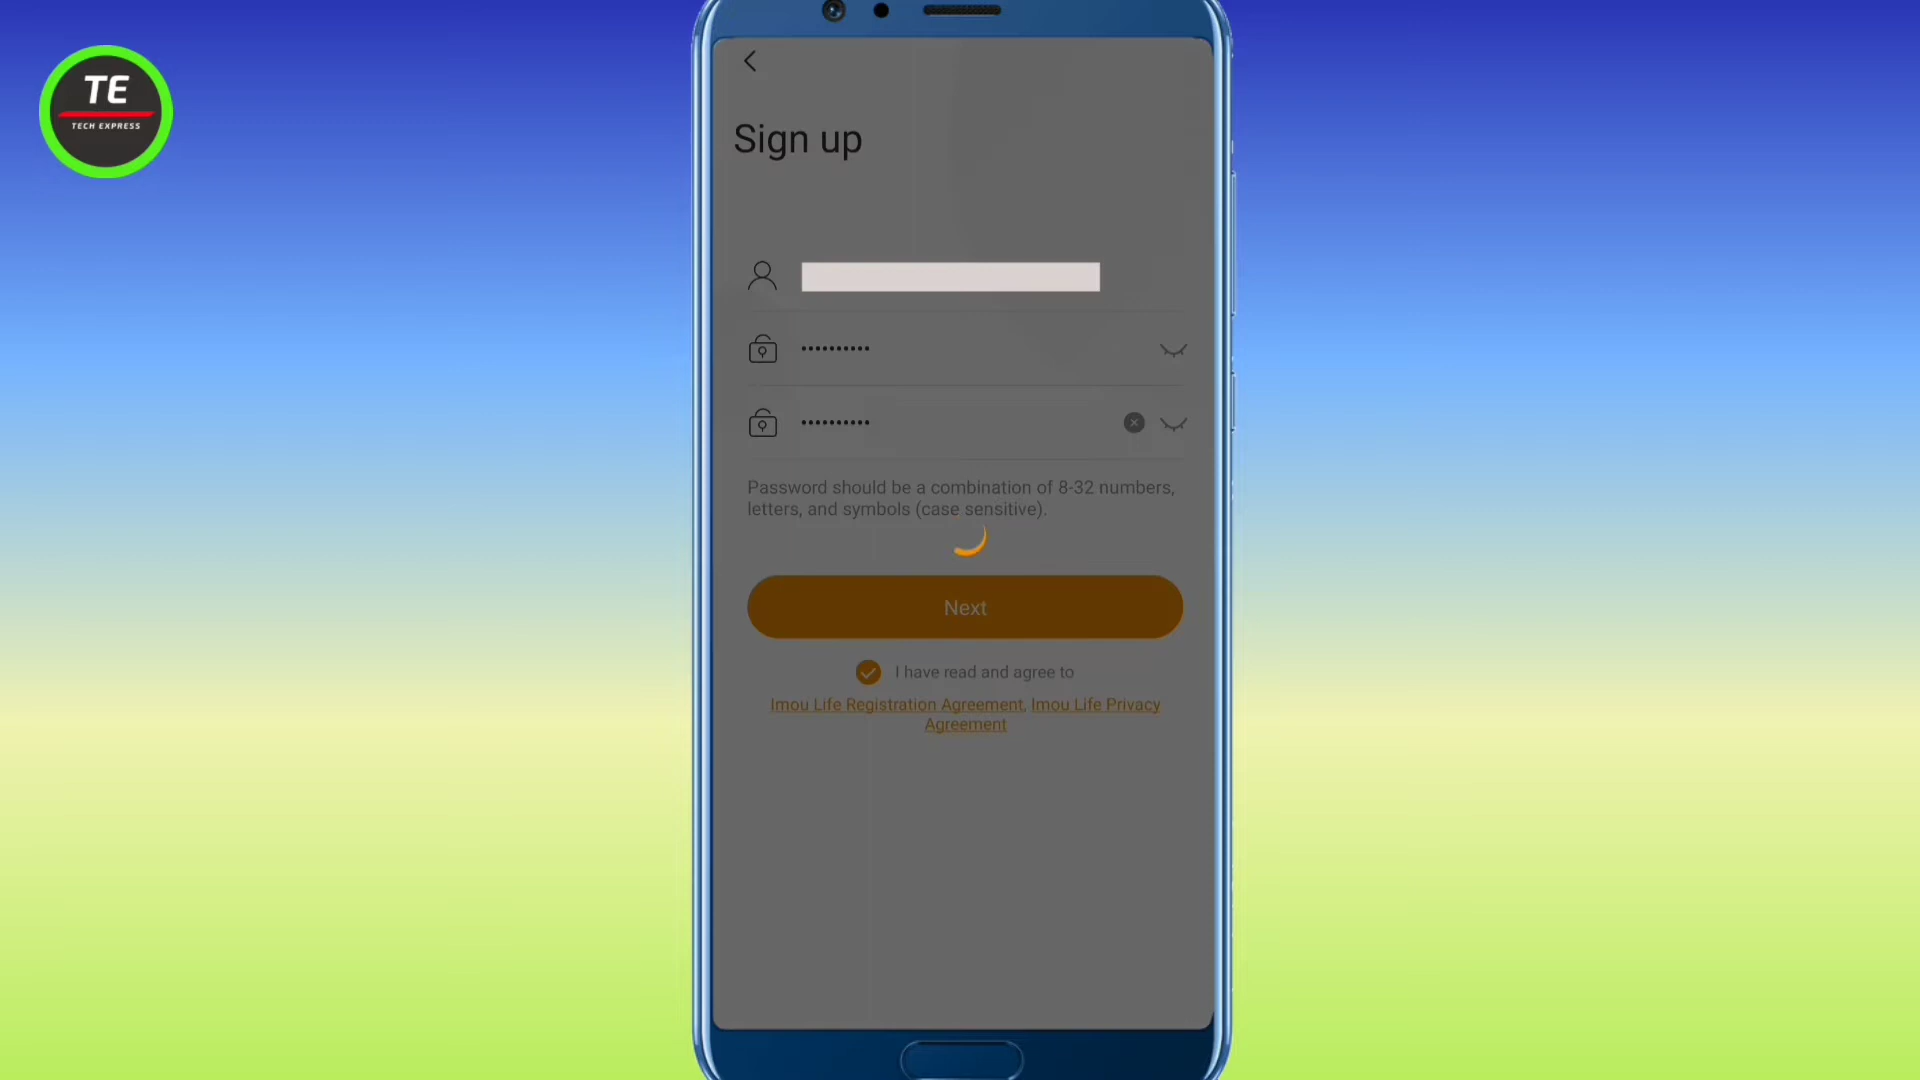 TE
TECH EXPRESS
Sign up
••••••••••
••••••••••
Password should be a combination of 8-32 numbers,
letters, and symbols (case sensitive).
Next
I have read and agree to
Imou Life Registration Agreement, Imou Life Privacy
Agreement